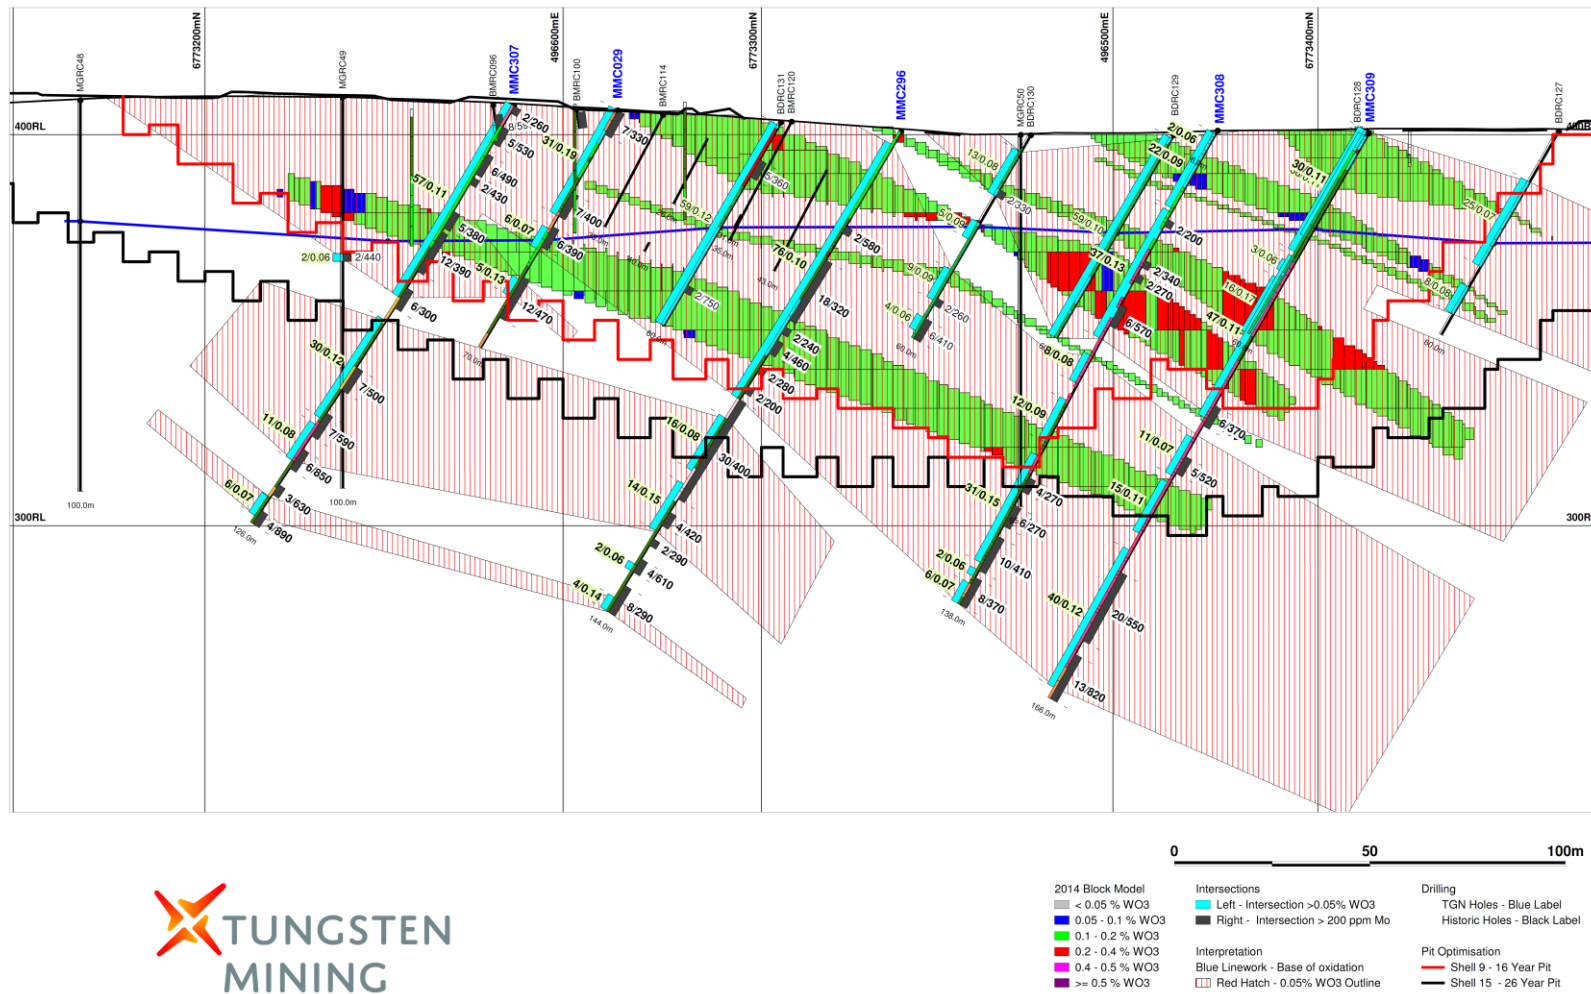 6773200mN
496600mE
6773300mN
496500mE
6773400mN
MGRC48
MGRC49
BMRC096
MMC307
BMRC100
MMC029
BMRC114
BDRC131
BMRC120
MMC296
MGRC50
BDRC130
BDRC129
MMC308
BDRC128
MMC309
BDRC127
400RL
300RL
2/260
5/530
6/490
2/430
57/0.11
5/380
12/390
6/300
30/0.12
7/500
11/0.08
7/590
6/850
6/0.07
3/630
4/890
126.0m
100.0m
100.0m
2/0.06
2/440
31/0.19
7/330
17/400
6/0.07
6/390
5/0.13
12/470
70.0m
5/360
59/0.12
2/750
35.0m
43.0m
76/0.10
2/580
18/320
2/240
4/460
2/280
2/200
16/0.08
30/400
14/0.15
4/420
2/290
2/0.06
4/610
4/0.14
8/290
144.0m
13/0.08
2/330
5/0.09
9/0.09
2/260
4/0.06
6/410
60.0m
2/0.06
22/0.09
59/0.10
2/200
37/0.13
2/340
2/270
6/570
8/0.08
12/0.09
31/0.15
4/270
6/270
10/410
2/0.06
6/0.07
8/370
138.0m
30/0.11
3/0.06
16/0.17
47/0.11
6/370
11/0.07
5/520
15/0.11
40/0.12
20/550
13/820
166.0m
25/0.07
8/0.08
60.0m
0
50
100m
TUNGSTEN
MINING
2014 Block Model
< 0.05 % WO3
0.05 - 0.1 % WO3
0.1 - 0.2 % WO3
0.2 - 0.4 % WO3
0.4 - 0.5 % WO3
>= 0.5 % WO3
Intersections
Left - Intersection >0.05% WO3
Right - Intersection > 200 ppm Mo
Interpretation
Blue Linework - Base of oxidation
Red Hatch - 0.05% WO3 Outline
Drilling
TGN Holes - Blue Label
Historic Holes - Black Label
Pit Optimisation
Shell 9 - 16 Year Pit
Shell 15 - 26 Year Pit